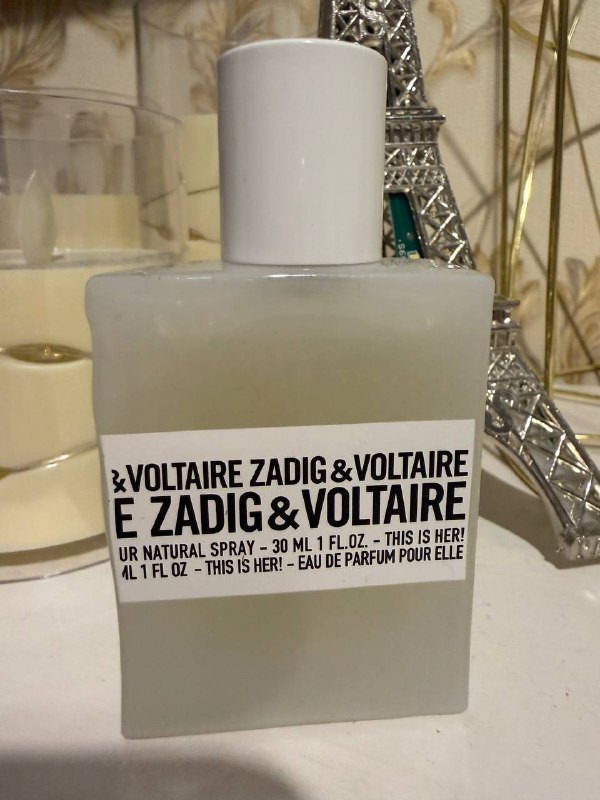 &VOLTAIRE ZADIG&VOLTAIRE
E ZADIG&VOLTAIRE
UR NATURAL SPRAY – 30 ML 1 FL.OZ. – THIS IS HER!
ML 1 FL OZ – THIS IS HER! – EAU DE PARFUM POUR ELLE